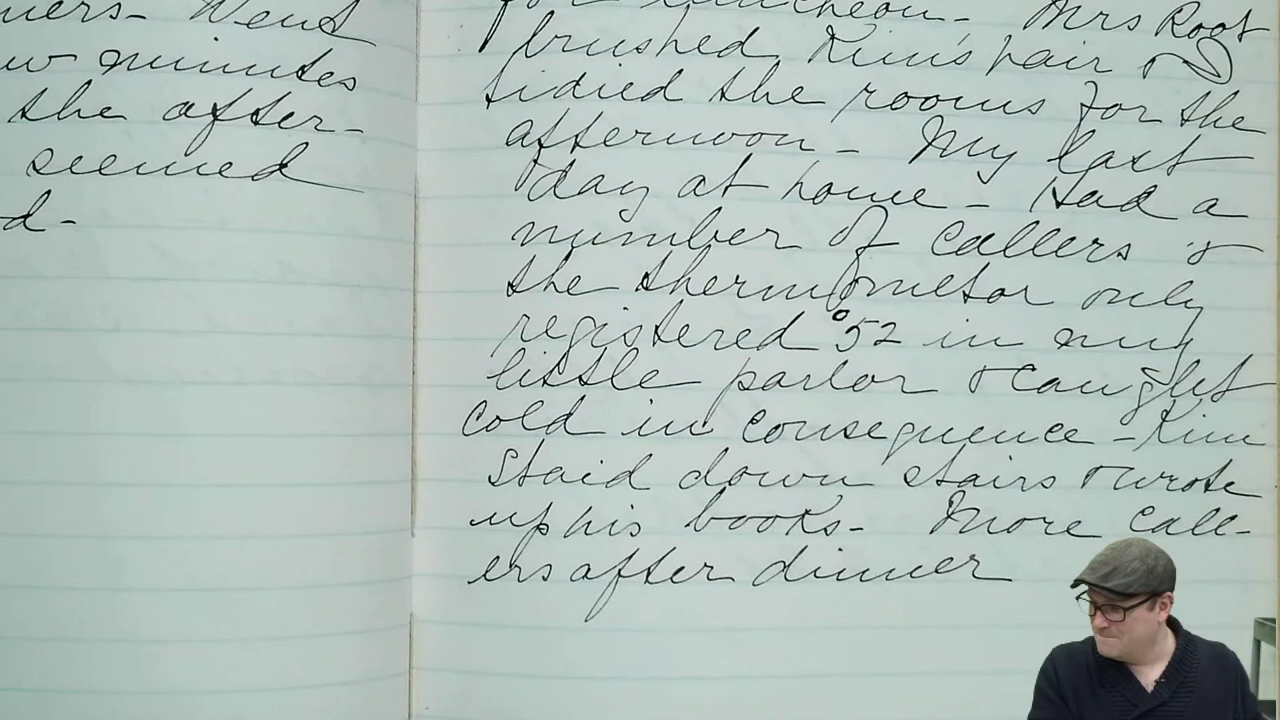 ners - Went
w minutes
the after-
seemed
d-
for luncheon - Mrs Root
brushed Kim's hair &
tidied the rooms for the
afternoon - My last
day at home - Had a
number of callers &
the thermometor only
registered °52 in my
little parlor & caught
cold in consequence - Kim
staid down stairs & wrote
up his books - More call-
ers after dinner